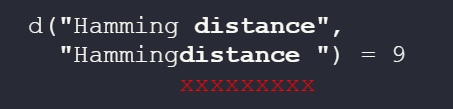 d("Hamming distance",
"Hammingdistance ") = 9
xxxxxxxxx